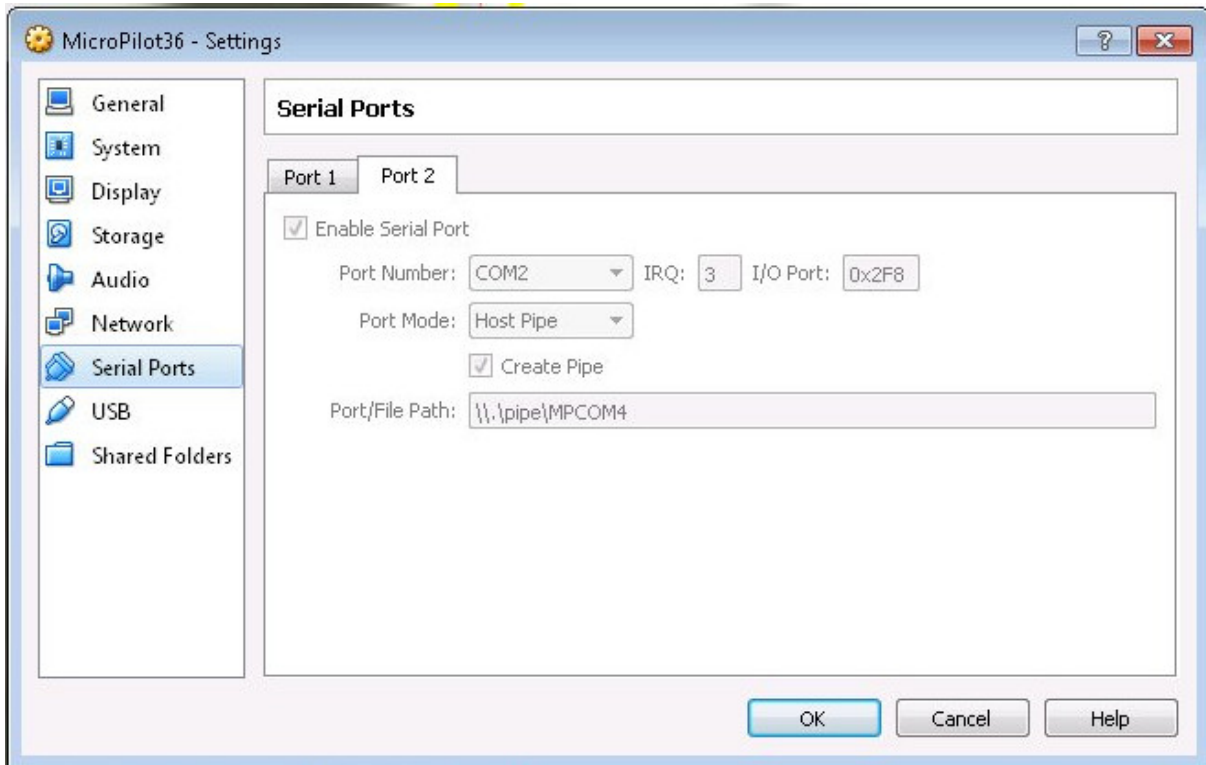 MicroPilot36 - Settings
?
General
System
Display
Storage
Audio
Network
Serial Ports
USB
Shared Folders
Serial Ports
Port 1 Port 2
Enable Serial Port
Port Number: COM2 IRQ: 3 I/O Port: 0x2F8
Port Mode: Host Pipe
Create Pipe
Port/File Path: \\.\pipe\MPCOM4
OK Cancel Help